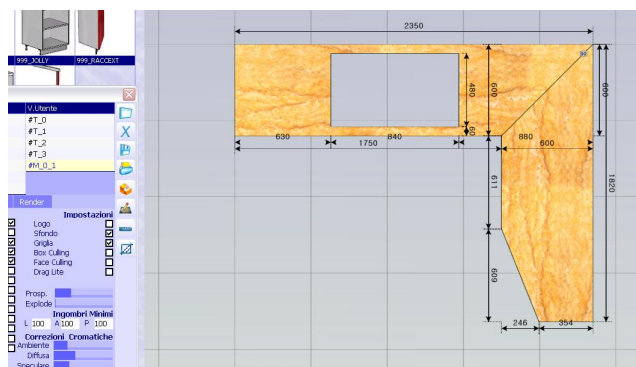 999_JOLLY 999_RACCEXT
V.Utente
#T_0
#T_1
#T_2
#T_3
#M_0_1
Render
Impostazioni
Logo
Sfondo
Griglia
Box Culling
Face Culling
Drag Lite
Prosp.
Explode
Ingombri Minimi
L 100 A 100 P 100
Correzioni Cromatiche
Ambiente
Diffusa
Speculare
2350
480
600
600
60
630 840 880
1750 600
611
1820
609
246 354